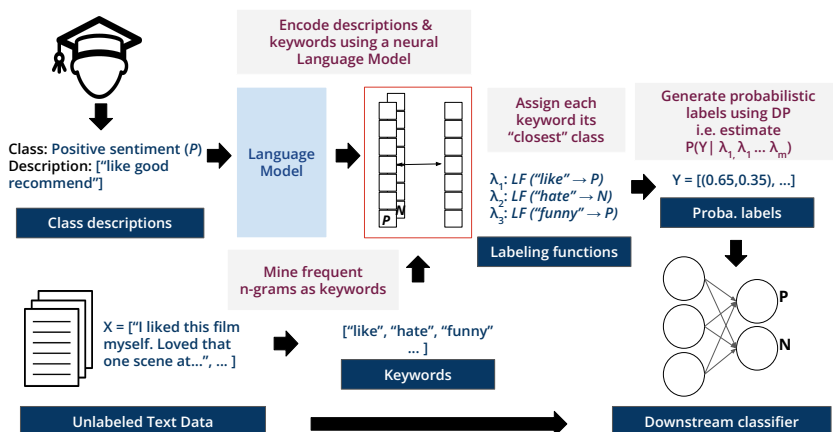 Encode descriptions &
keywords using a neural
Language Model
Class: Positive sentiment (P)
Description: ["like good
recommend"]
Class descriptions
Language
Model
P
N
Assign each
keyword its
"closest" class
λ1: LF ("like" → P)
λ2: LF ("hate" → N)
λ3: LF ("funny" → P)
Labeling functions
Generate probabilistic
labels using DP
i.e. estimate
P(Y| λ1, λ1 ... λm)
Y = [(0.65,0.35), ...]
Proba. labels
Mine frequent
n-grams as keywords
X = ["I liked this film
myself. Loved that
one scene at...", ... ]
["like", "hate", "funny"
... ]
Keywords
P
N
Unlabeled Text Data
Downstream classifier